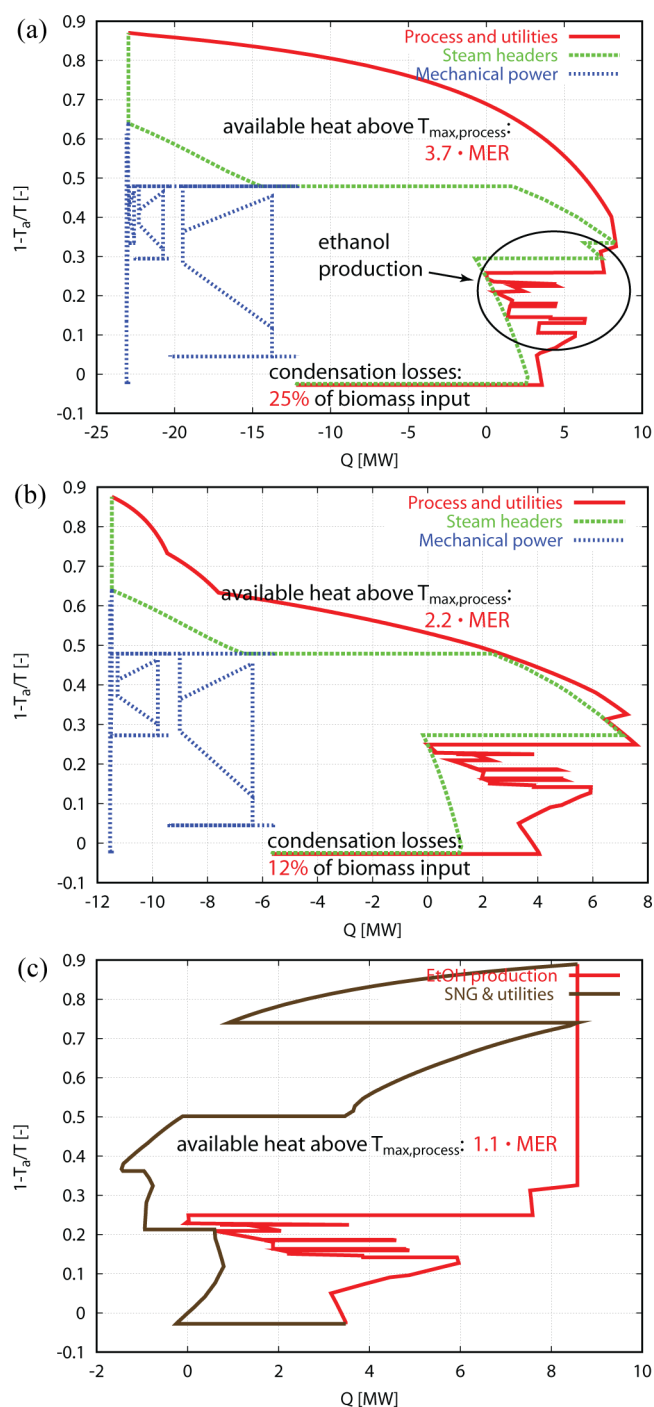 (a)
0.9
0.8
0.7
0.6
0.5
0.4
0.3
0.2
0.1
0
-0.1
1-Tₐ/T [-]
Process and utilities
Steam headers
Mechanical power
available heat above Tmax,process:
3.7 · MER
ethanol
production
condensation losses:
25% of biomass input
-25 -20 -15 -10 -5 0 5 10
Q [MW]
(b)
0.9
0.8
0.7
0.6
0.5
0.4
0.3
0.2
0.1
0
-0.1
1-Tₐ/T [-]
Process and utilities
Steam headers
Mechanical power
available heat above Tmax,process:
2.2 · MER
condensation losses:
12% of biomass input
-12 -10 -8 -6 -4 -2 0 2 4 6 8
Q [MW]
(c)
0.9
0.8
0.7
0.6
0.5
0.4
0.3
0.2
0.1
0
-0.1
1-Tₐ/T [-]
EtOH production
SNG & utilities
available heat above Tmax,process: 1.1 · MER
-2 0 2 4 6 8 10
Q [MW]